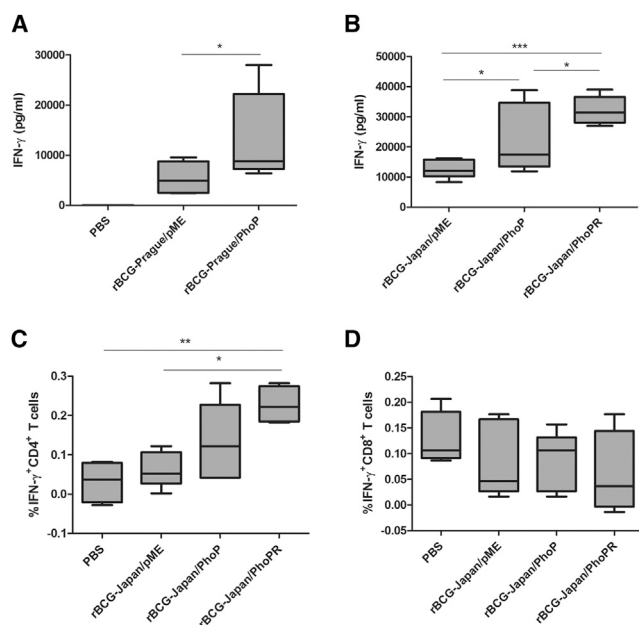 A
*
IFN-γ (pg/ml)
30000
20000
10000
0
PBS
rBCG-Prague/pME
rBCG-Prague/PhoP
B
***
*
*
IFN-γ (pg/ml)
50000
40000
30000
20000
10000
0
rBCG-Japan/pME
rBCG-Japan/PhoP
rBCG-Japan/PhoPR
C
**
*
%IFN-γ+CD4+ T cells
0.3
0.2
0.1
0.0
-0.1
PBS
rBCG-Japan/pME
rBCG-Japan/PhoP
rBCG-Japan/PhoPR
D
%IFN-γ+CD8+ T cells
0.25
0.20
0.15
0.10
0.05
0.00
-0.05
PBS
rBCG-Japan/pME
rBCG-Japan/PhoP
rBCG-Japan/PhoPR